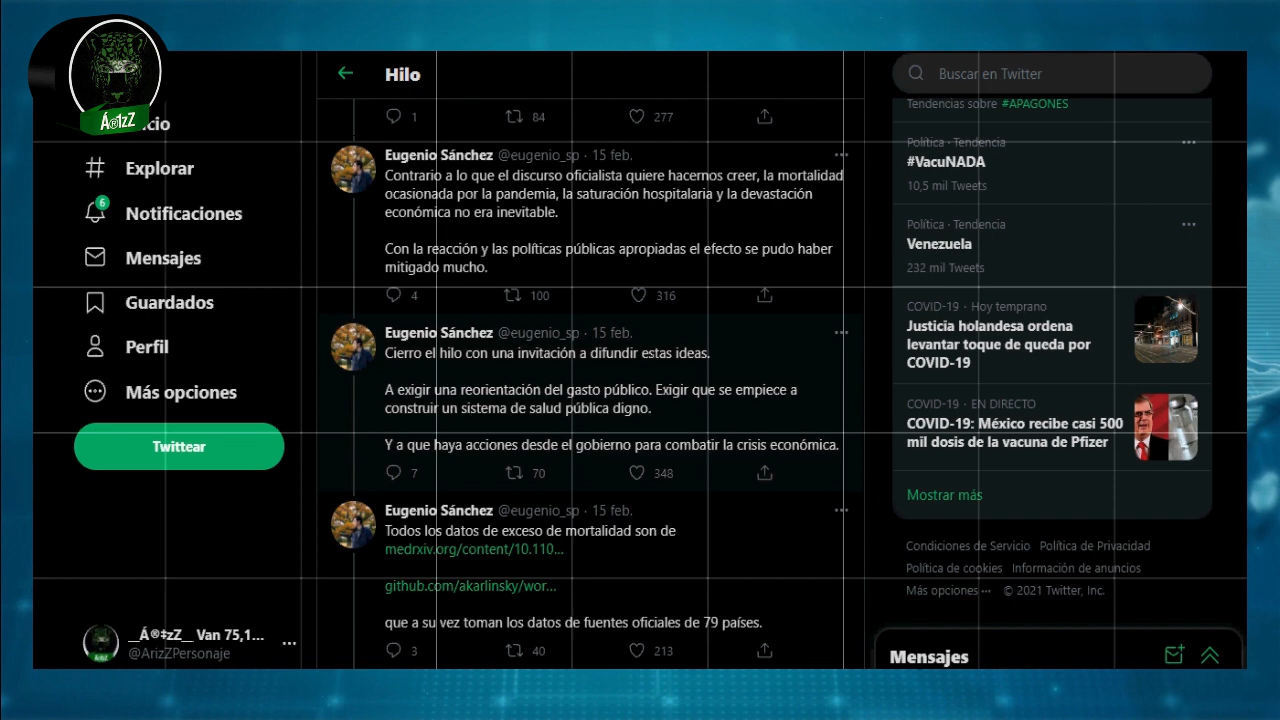 Á®1zZ
cio
Explorar
6
Notificaciones
Mensajes
Guardados
Perfil
Más opciones
Twittear
__Á®‡zZ__ Van 75,1...
@ArizZPersonaje
Hilo
1 84 277
Eugenio Sánchez @eugenio_sp · 15 feb.
Contrario a lo que el discurso oficialista quiere hacernos creer, la mortalidad
ocasionada por la pandemia, la saturación hospitalaria y la devastación
económica no era inevitable.
Con la reacción y las políticas públicas apropiadas el efecto se pudo haber
mitigado mucho.
4 100 316
Eugenio Sánchez @eugenio_sp · 15 feb.
Cierro el hilo con una invitación a difundir estas ideas.
A exigir una reorientación del gasto público. Exigir que se empiece a
construir un sistema de salud pública digno.
Y a que haya acciones desde el gobierno para combatir la crisis económica.
7 70 348
Eugenio Sánchez @eugenio_sp · 15 feb.
Todos los datos de exceso de mortalidad son de
medrxiv.org/content/10.110...
github.com/akarlinsky/wor...
que a su vez toman los datos de fuentes oficiales de 79 países.
3 40 213
Buscar en Twitter
Tendencias sobre #APAGONES
Política · Tendencia
#VacuNADA
10,5 mil Tweets
Política · Tendencia
Venezuela
232 mil Tweets
COVID-19 · Hoy temprano
Justicia holandesa ordena
levantar toque de queda por
COVID-19
COVID-19 · EN DIRECTO
COVID-19: México recibe casi 500
mil dosis de la vacuna de Pfizer
Mostrar más
Condiciones de Servicio Política de Privacidad
Política de cookies Información de anuncios
Más opciones ··· © 2021 Twitter, Inc.
Mensajes